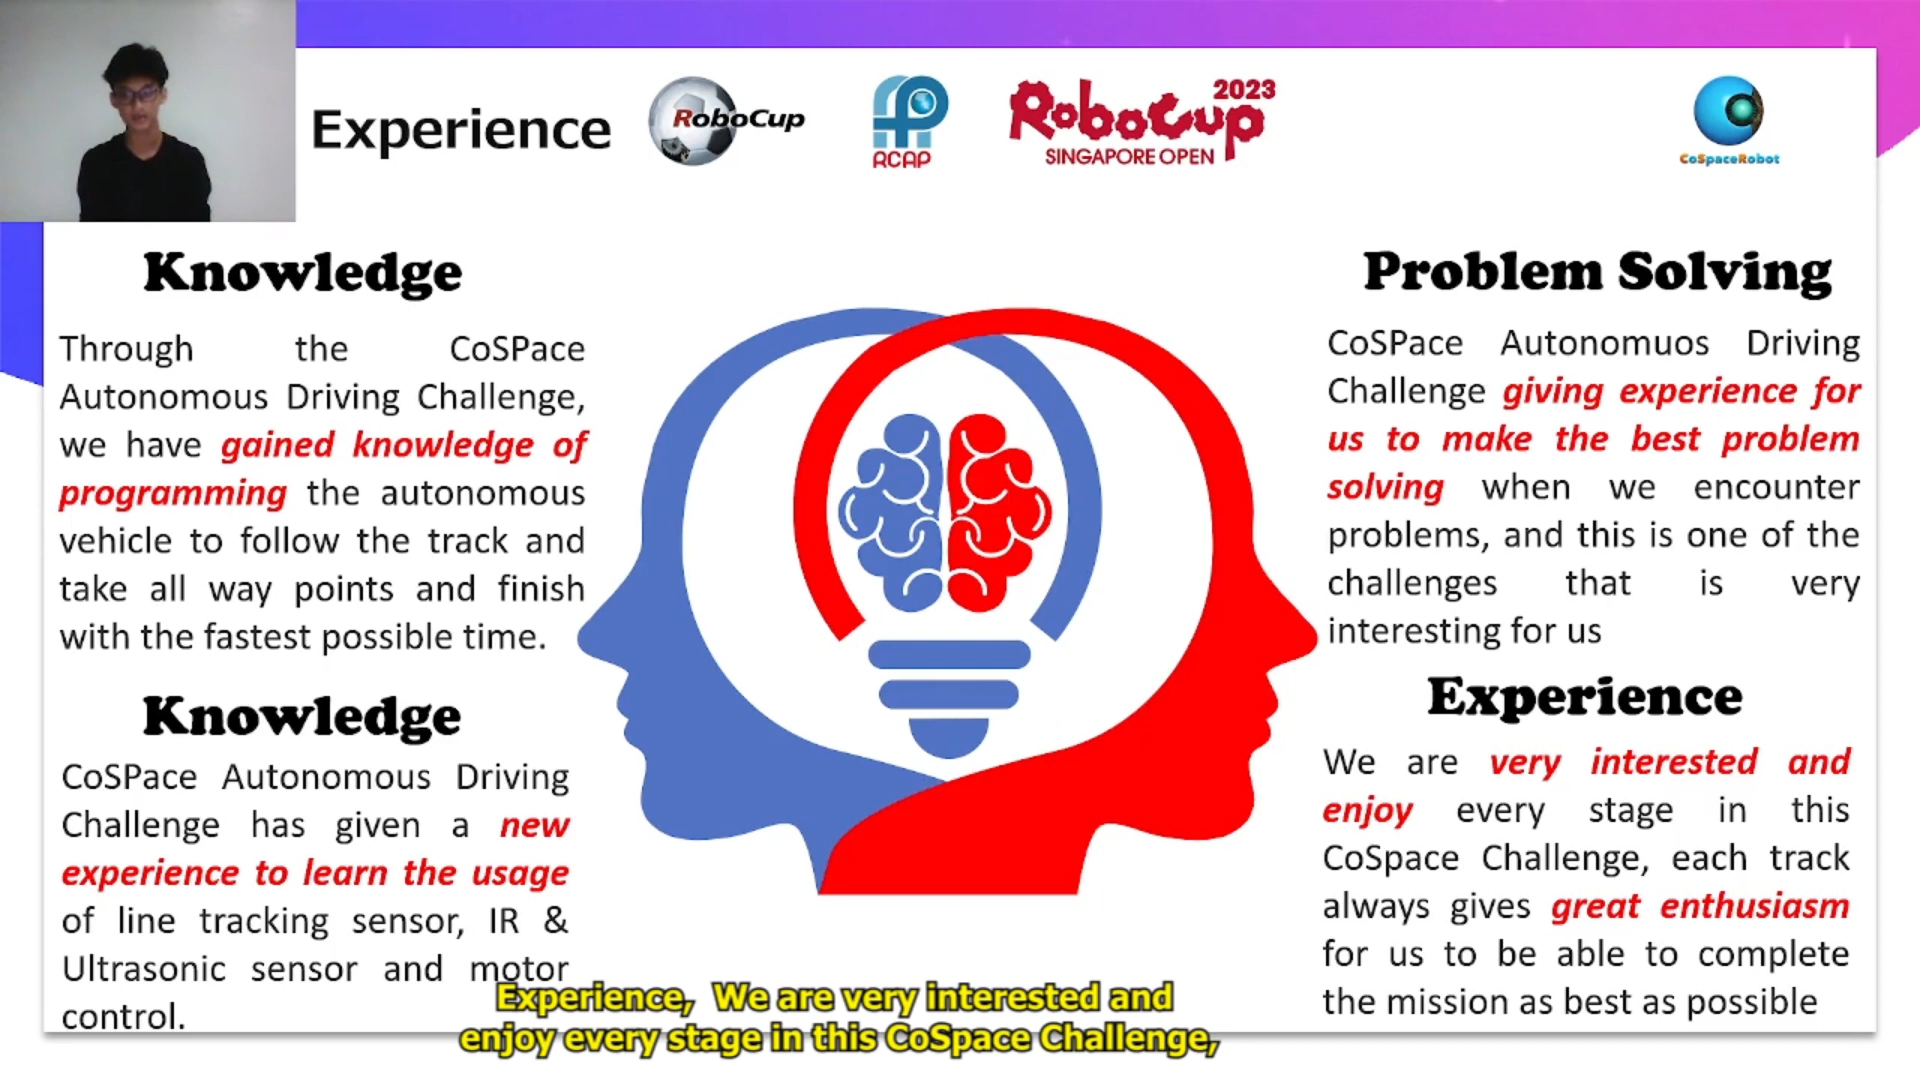 Experience
RoboCup
RCAP
RoboCup 2023
SINGAPORE OPEN
CoSpaceRobot
Knowledge
Through the CoSPace
Autonomous Driving Challenge,
we have gained knowledge of
programming the autonomous
vehicle to follow the track and
take all way points and finish
with the fastest possible time.
Knowledge
CoSPace Autonomous Driving
Challenge has given a new
experience to learn the usage
of line tracking sensor, IR &
Ultrasonic sensor and motor
control.
Problem Solving
CoSPace Autonomuos Driving
Challenge giving experience for
us to make the best problem
solving when we encounter
problems, and this is one of the
challenges that is very
interesting for us
Experience
We are very interested and
enjoy every stage in this
CoSpace Challenge, each track
always gives great enthusiasm
for us to be able to complete
the mission as best as possible
Experience, We are very interested and
enjoy every stage in this CoSpace Challenge,